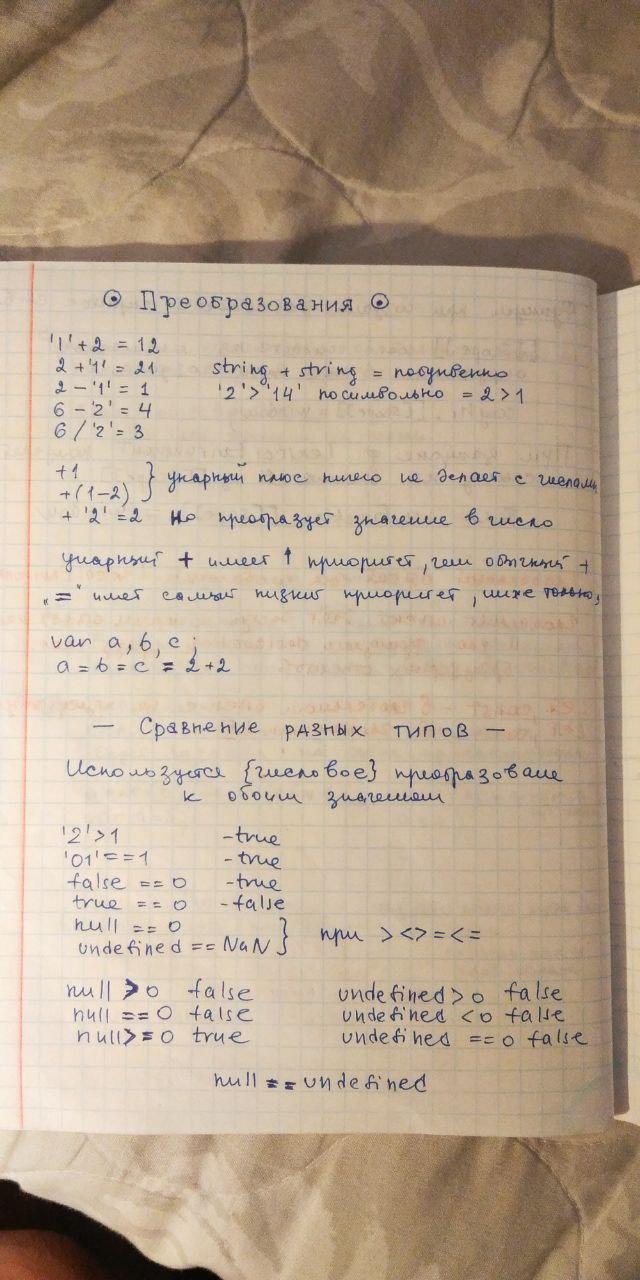 Преобразования
'1' + 2 = 12
2 + '1' = 21
string + string = побуквенно
2 - '1' = 1
'2' > '14' посимвольно = 2 > 1
6 - '2' = 4
6 / '2' = 3
+1
+(1-2) } унарный плюс ничего не делает с числами,
+ '2' = 2 но преобразует значение в число
унарный + имеет ↑ приоритет, чем обычный +
"=" имет самый низкий приоритет, ниже только ,
var a, b, c ;
a = b = c = 2 + 2
— Сравнение разных типов —
Используется {числовое} преобразование
к обоим значениям
'2' > 1 - true
'01' == 1 - true
false == 0 - true
true == 0 - false
null == 0
undefined == NaN } при > < >= <=
null > 0 false
undefined > 0 false
null == 0 false
undefined < 0 false
null >= 0 true
undefined == 0 false
null == undefined